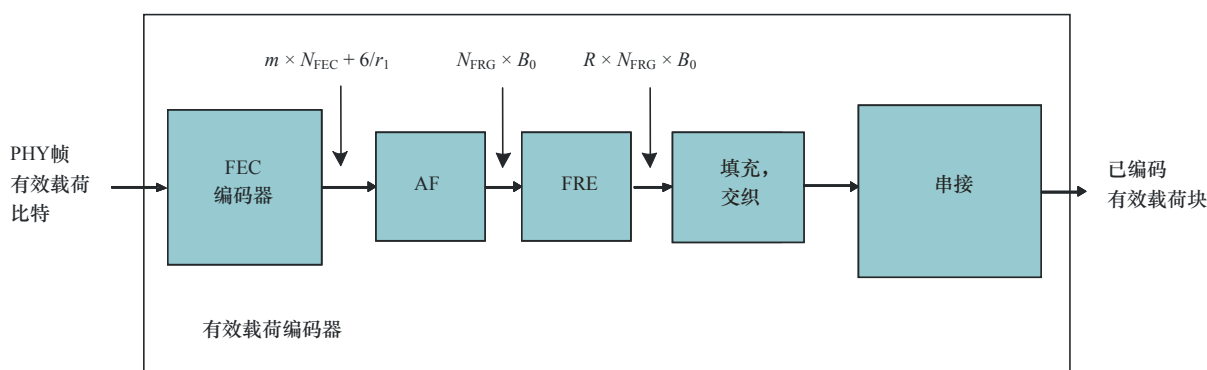 m × N_FEC + 6/r_1
N_FRG × B_0
R × N_FRG × B_0
PHY帧
有效载荷
比特
FEC
编码器
AF
FRE
填充，
交织
串接
已编码
有效载荷块
有效载荷编码器